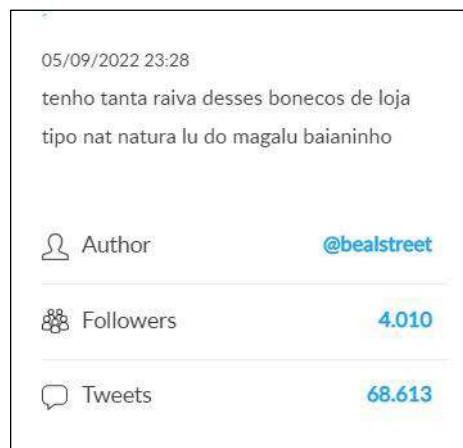 05/09/2022 23:28
tenho tanta raiva desses bonecos de loja
tipo nat natura lu do magalu baianinho
Author @bealstreet
Followers 4.010
Tweets 68.613